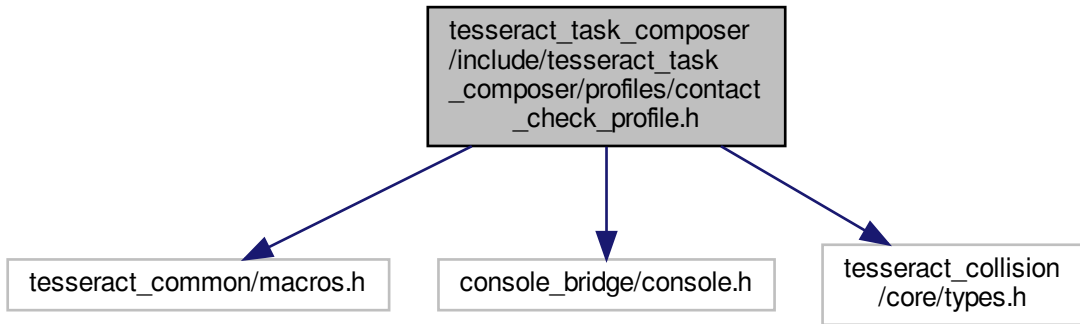 tesseract_task_composer
/include/tesseract_task
_composer/profiles/contact
_check_profile.h
tesseract_common/macros.h
console_bridge/console.h
tesseract_collision
/core/types.h